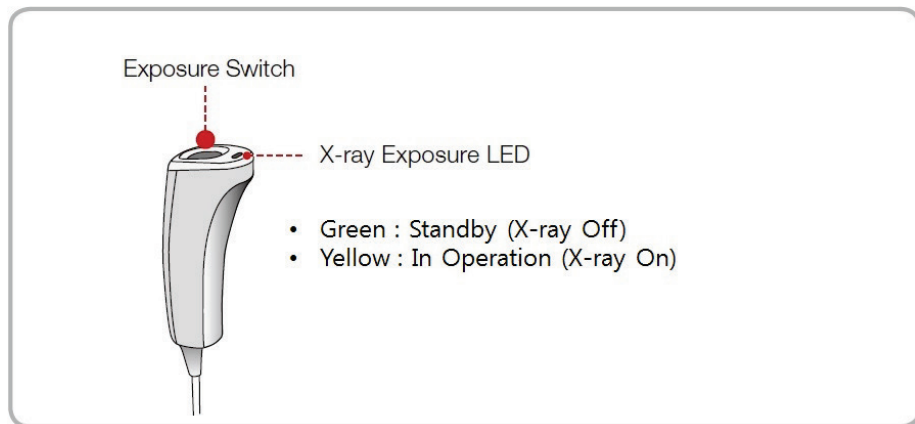 Exposure Switch
X-ray Exposure LED
• Green : Standby (X-ray Off)
• Yellow : In Operation (X-ray On)